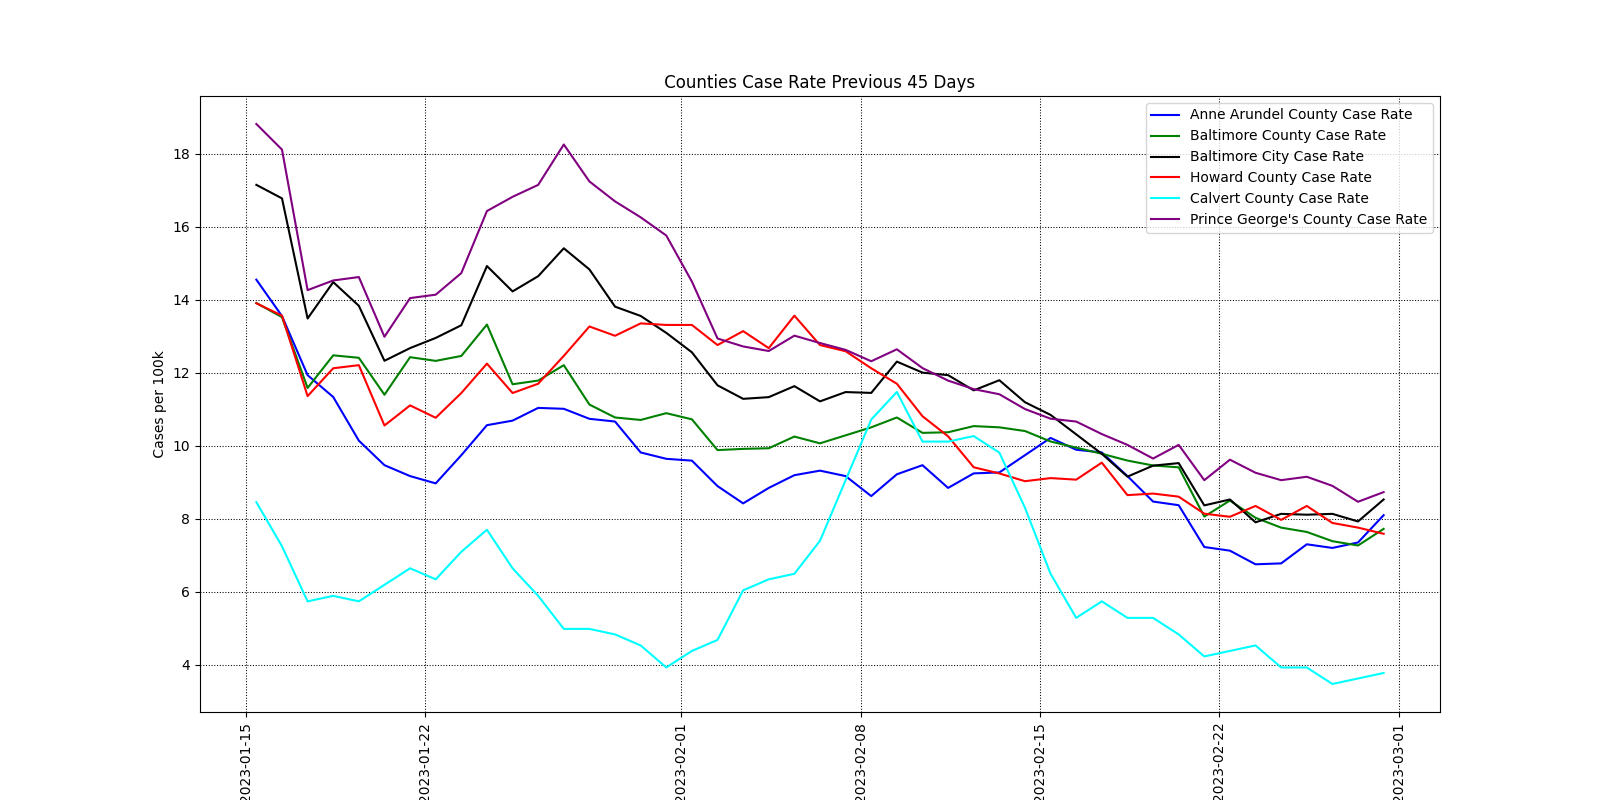 Counties Case Rate Previous 45 Days
Anne Arundel County Case Rate
Baltimore County Case Rate
Baltimore City Case Rate
Howard County Case Rate
Calvert County Case Rate
Prince George's County Case Rate
Cases per 100k
18
16
14
12
10
8
6
4
2023-01-15
2023-01-22
2023-02-01
2023-02-08
2023-02-15
2023-02-22
2023-03-01